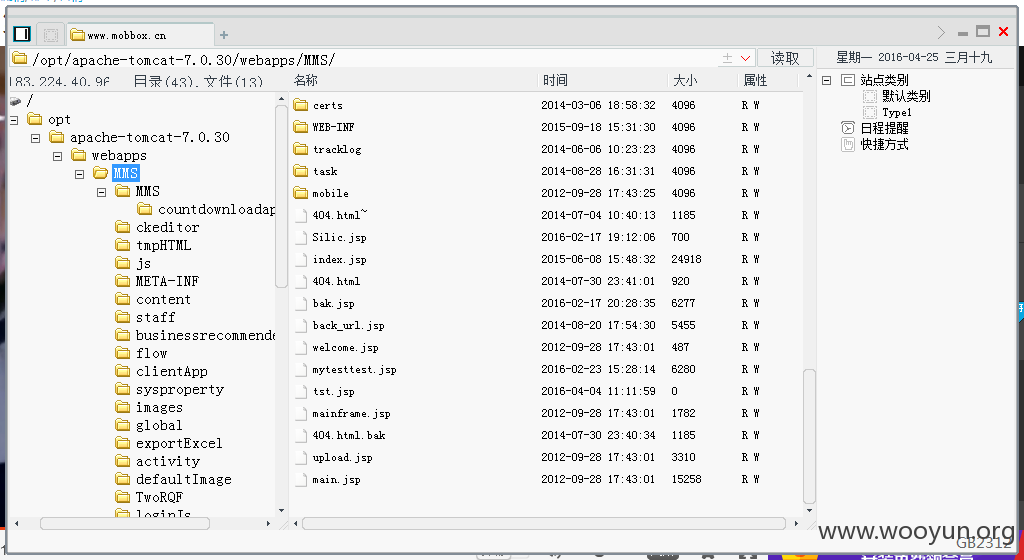 www.mobbox.cn
/opt/apache-tomcat-7.0.30/webapps/MMS/
读取
星期一 2016-04-25 三月十九
183.224.40.96 目录(43),文件(13)
名称 时间 大小 属性
/
opt
apache-tomcat-7.0.30
webapps
MMS
MMS
countdownloadap
ckeditor
tmpHTML
js
META-INF
content
staff
businessrecommende
flow
clientApp
sysproperty
images
global
exportExcel
activity
defaultImage
TwoRQF
loginIs
certs 2014-03-06 18:58:32 4096 R W
WEB-INF 2015-09-18 15:31:30 4096 R W
tracklog 2014-06-06 10:23:23 4096 R W
task 2014-08-28 16:31:31 4096 R W
mobile 2012-09-28 17:43:25 4096 R W
404.html~ 2014-07-04 10:40:13 1185 R W
Silic.jsp 2016-02-17 19:12:06 700 R W
index.jsp 2015-06-08 15:48:32 24918 R W
404.html 2014-07-30 23:41:01 920 R W
bak.jsp 2016-02-17 20:28:35 6277 R W
back_url.jsp 2014-08-20 17:54:30 5455 R W
welcome.jsp 2012-09-28 17:43:01 487 R W
mytesttest.jsp 2016-02-23 15:28:14 6280 R W
tst.jsp 2016-04-04 11:11:59 0 R W
mainframe.jsp 2012-09-28 17:43:01 1782 R W
404.html.bak 2014-07-30 23:40:34 1185 R W
upload.jsp 2012-09-28 17:43:01 3310 R W
main.jsp 2012-09-28 17:43:01 15258 R W
站点类别
默认类别
Type1
日程提醒
快捷方式
www.wooyun.org
GB2312